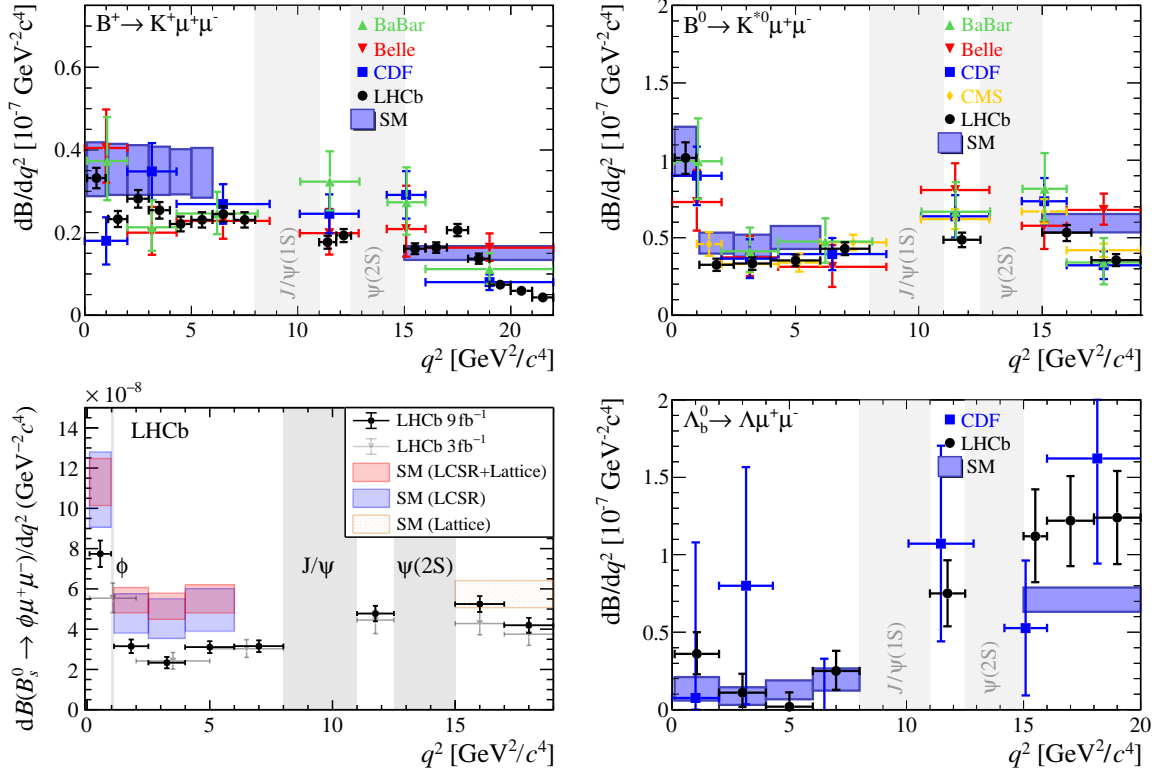 B⁺→ K⁺μ⁺μ⁻
dB/dq² [10⁻⁷ GeV⁻²c⁴]
0.6
0.4
0.2
0
BaBar
Belle
CDF
LHCb
SM
J/ψ(1S)
ψ(2S)
0 5 10 15 20
q² [GeV²/c⁴]
B⁰→ K*⁰μ⁺μ⁻
dB/dq² [10⁻⁷ GeV⁻²c⁴]
2
1.5
1
0.5
0
BaBar
Belle
CDF
CMS
LHCb
SM
J/ψ(1S)
ψ(2S)
0 5 10 15
q² [GeV²/c⁴]
× 10⁻⁸
dB(B_s⁰ → φμ⁺μ⁻)/dq² (GeV⁻²c⁴)
14
12
10
8
6
4
2
0
LHCb
LHCb 9fb⁻¹
LHCb 3fb⁻¹
SM (LCSR+Lattice)
SM (LCSR)
SM (Lattice)
φ
J/ψ
ψ(2S)
0 5 10 15
q² [GeV²/c⁴]
Λ_b⁰→ Λμ⁺μ⁻
dB/dq² [10⁻⁷ GeV⁻²c⁴]
2
1.5
1
0.5
0
CDF
LHCb
SM
J/ψ(1S)
ψ(2S)
0 5 10 15 20
q² [GeV²/c⁴]